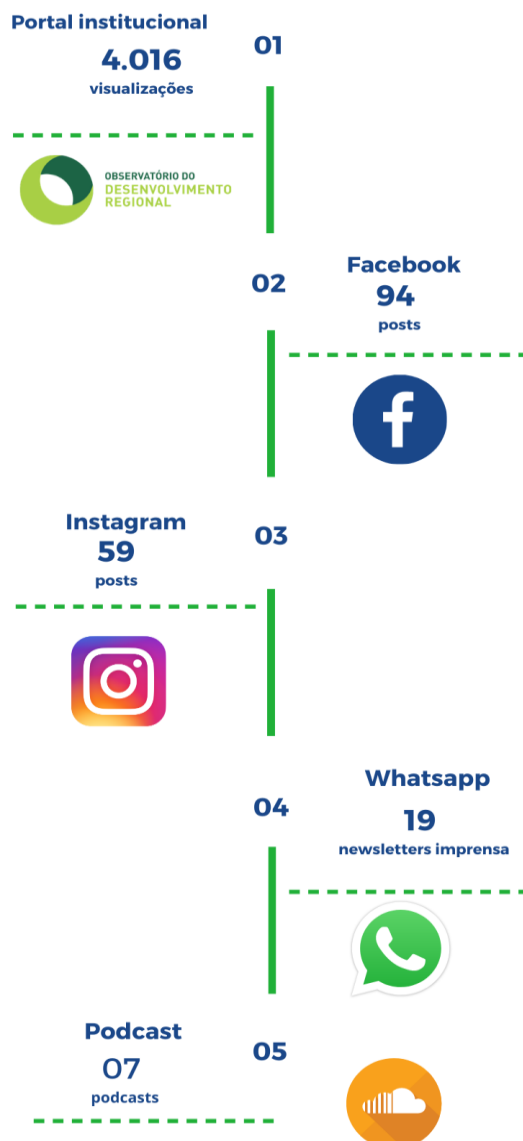 Portal institucional
4.016
visualizações
01
OBSERVATÓRIO DO
DESENVOLVIMENTO
REGIONAL
02
Facebook
94
posts
Instagram
59
posts
03
Whatsapp
04
19
newsletters imprensa
Podcast
07
podcasts
05